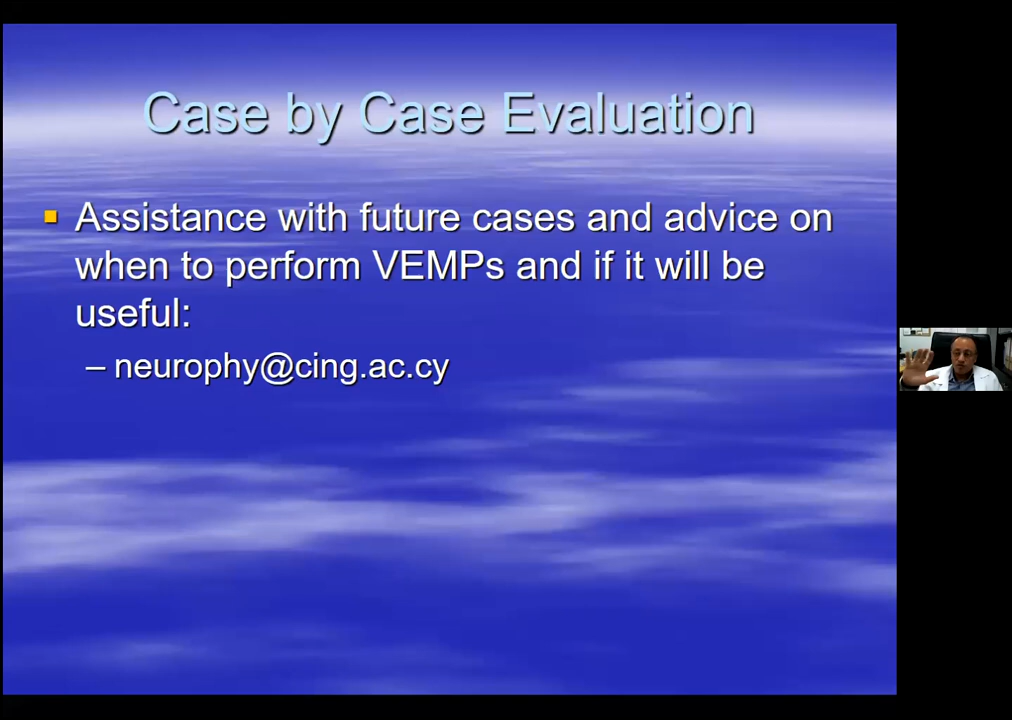 Case by Case Evaluation
Assistance with future cases and advice on
when to perform VEMPs and if it will be
useful:
– neurophy@cing.ac.cy